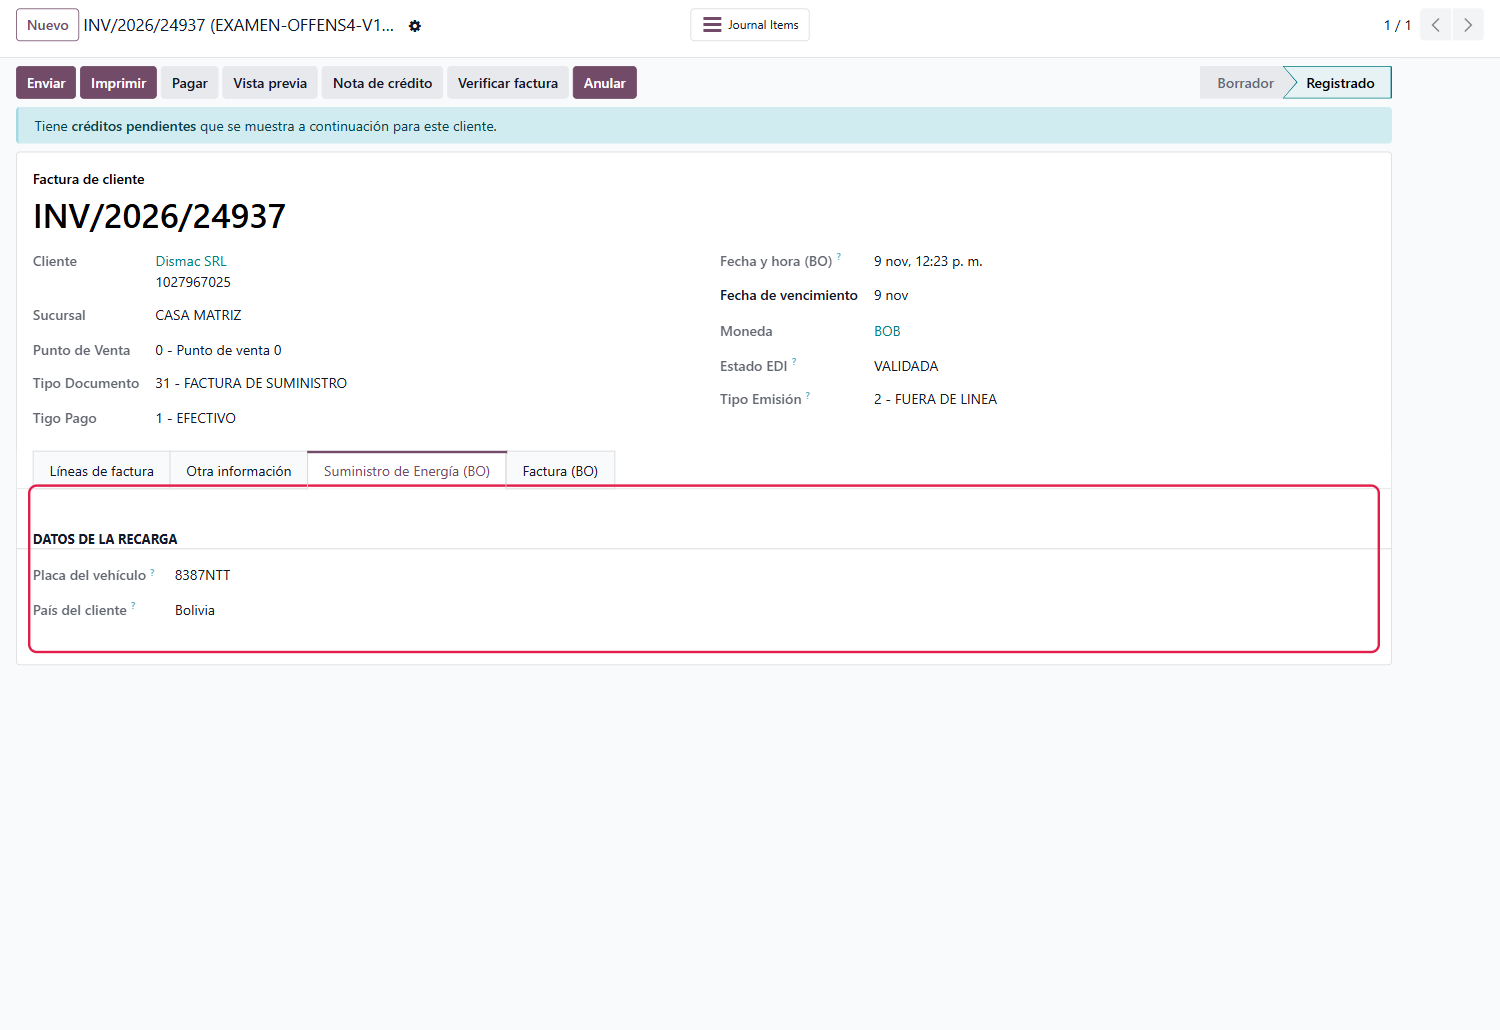 Nuevo INV/2026/24937 (EXAMEN-OFFENS4-V1... Journal Items 1 / 1
Enviar Imprimir Pagar Vista previa Nota de crédito Verificar factura Anular Borrador Registrado
Tiene créditos pendientes que se muestra a continuación para este cliente.
Factura de cliente
INV/2026/24937
Cliente Dismac SRL
1027967025
Sucursal CASA MATRIZ
Punto de Venta 0 - Punto de venta 0
Tipo Documento 31 - FACTURA DE SUMINISTRO
Tigo Pago 1 - EFECTIVO
Fecha y hora (BO) ? 9 nov, 12:23 p. m.
Fecha de vencimiento 9 nov
Moneda BOB
Estado EDI ? VALIDADA
Tipo Emisión ? 2 - FUERA DE LINEA
Líneas de factura Otra información Suministro de Energía (BO) Factura (BO)
DATOS DE LA RECARGA
Placa del vehículo ? 8387NTT
País del cliente ? Bolivia